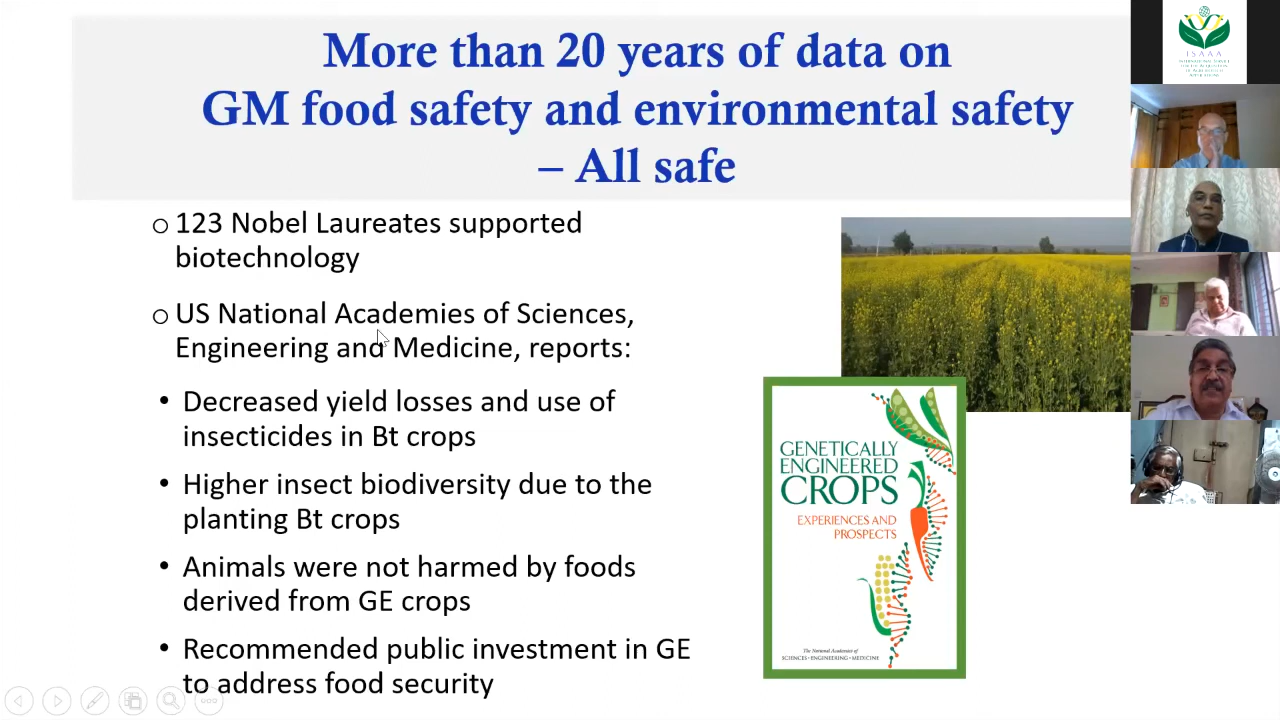 More than 20 years of data on
GM food safety and environmental safety
– All safe
o 123 Nobel Laureates supported
biotechnology
o US National Academies of Sciences,
Engineering and Medicine, reports:
• Decreased yield losses and use of
insecticides in Bt crops
• Higher insect biodiversity due to the
planting Bt crops
• Animals were not harmed by foods
derived from GE crops
• Recommended public investment in GE
to address food security
GENETICALLY
ENGINEERED
CROPS
EXPERIENCES AND
PROSPECTS
The National Academies of
SCIENCES • ENGINEERING • MEDICINE
ISAAA